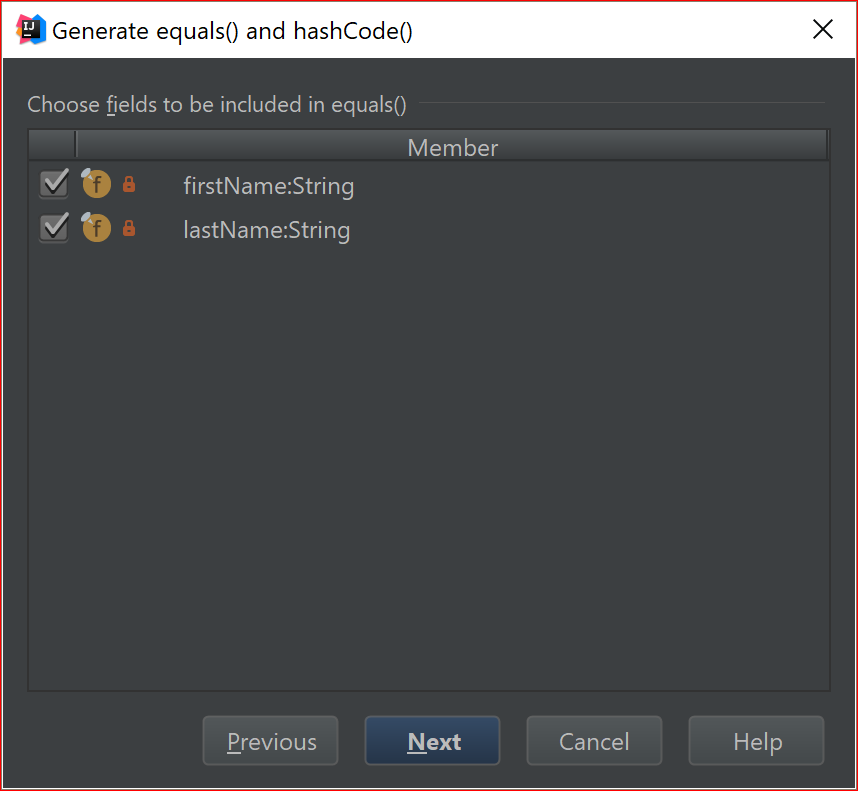 IJ
Generate equals() and hashCode()
Choose fields to be included in equals()
Member
f firstName:String
f lastName:String
Previous Next Cancel Help